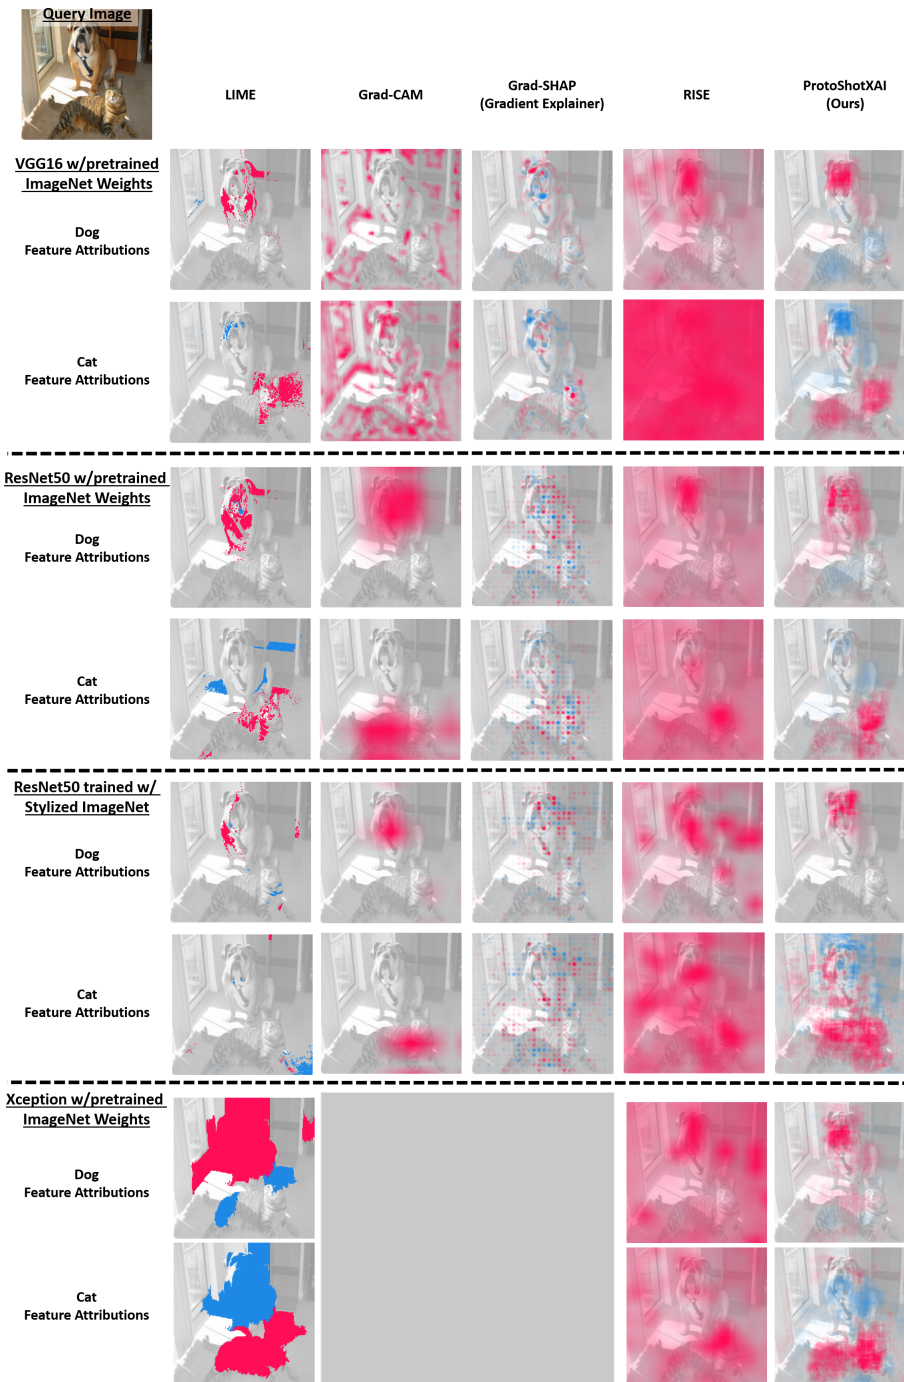 Query Image
LIME
Grad-CAM
Grad-SHAP
(Gradient Explainer)
RISE
ProtoShotXAI
(Ours)
VGG16 w/pretrained
ImageNet Weights
Dog
Feature Attributions
Cat
Feature Attributions
ResNet50 w/pretrained
ImageNet Weights
Dog
Feature Attributions
Cat
Feature Attributions
ResNet50 trained w/
Stylized ImageNet
Dog
Feature Attributions
Cat
Feature Attributions
Xception w/pretrained
ImageNet Weights
Dog
Feature Attributions
Cat
Feature Attributions